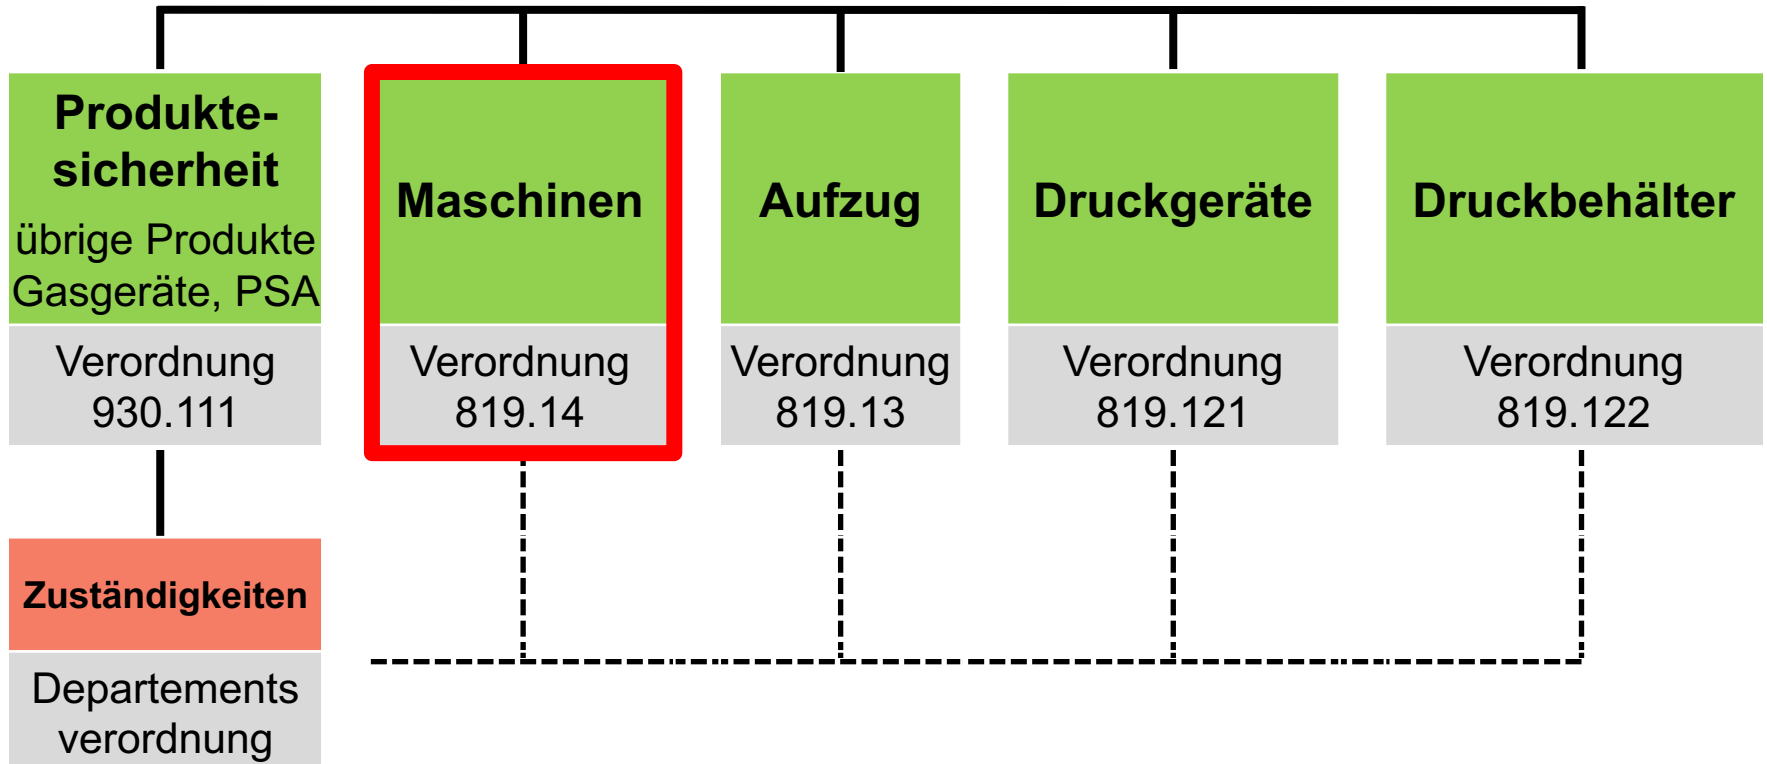 Produkte-
sicherheit
übrige Produkte
Gasgeräte, PSA
Verordnung
930.111
Maschinen
Verordnung
819.14
Aufzug
Verordnung
819.13
Druckgeräte
Verordnung
819.121
Druckbehälter
Verordnung
819.122
Zuständigkeiten
Departements
verordnung